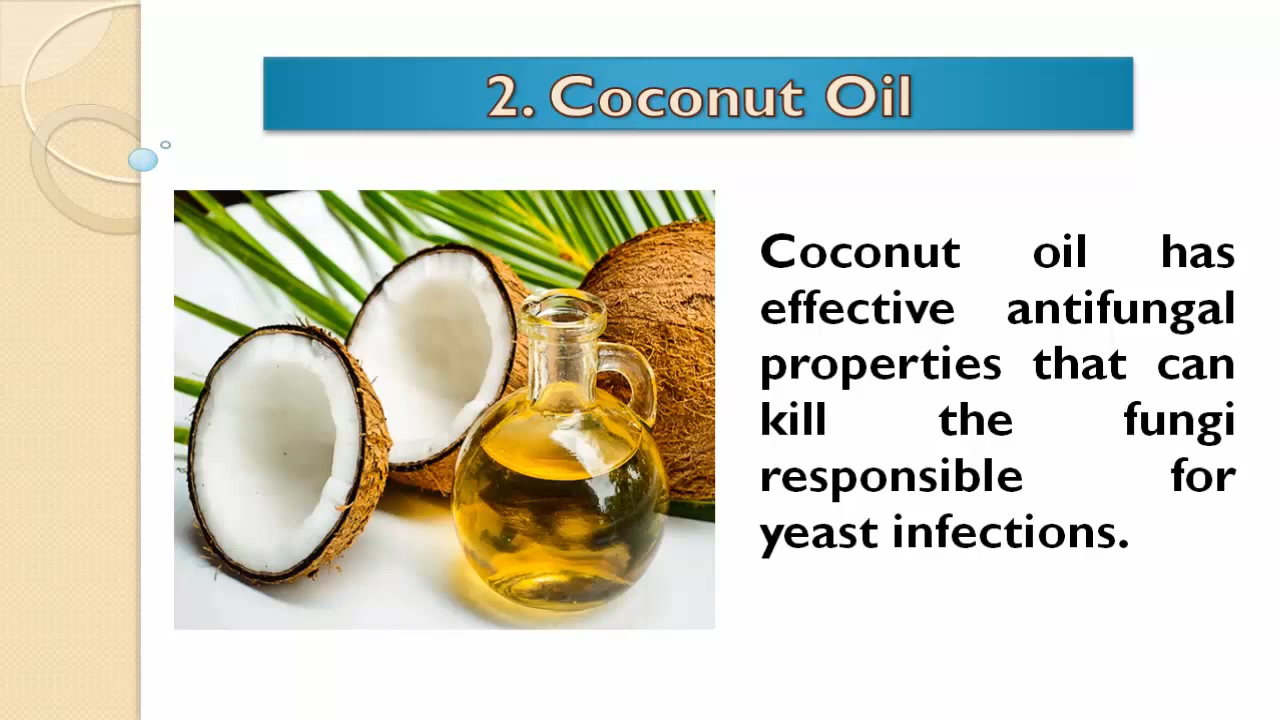 2. Coconut Oil
Coconut oil has
effective antifungal
properties that can
kill the fungi
responsible for
yeast infections.